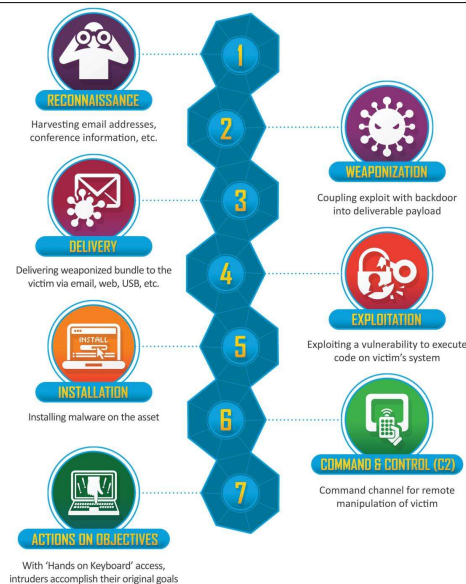 1
RECONNAISSANCE
Harvesting email addresses,
conference information, etc.
2
WEAPONIZATION
Coupling exploit with backdoor
into deliverable payload
3
DELIVERY
Delivering weaponized bundle to the
victim via email, web, USB, etc.
4
EXPLOITATION
Exploiting a vulnerability to execute
code on victim's system
5
INSTALL
INSTALLATION
Installing malware on the asset
6
COMMAND & CONTROL (C2)
Command channel for remote
manipulation of victim
7
ACTIONS ON OBJECTIVES
With 'Hands on Keyboard' access,
intruders accomplish their original goals